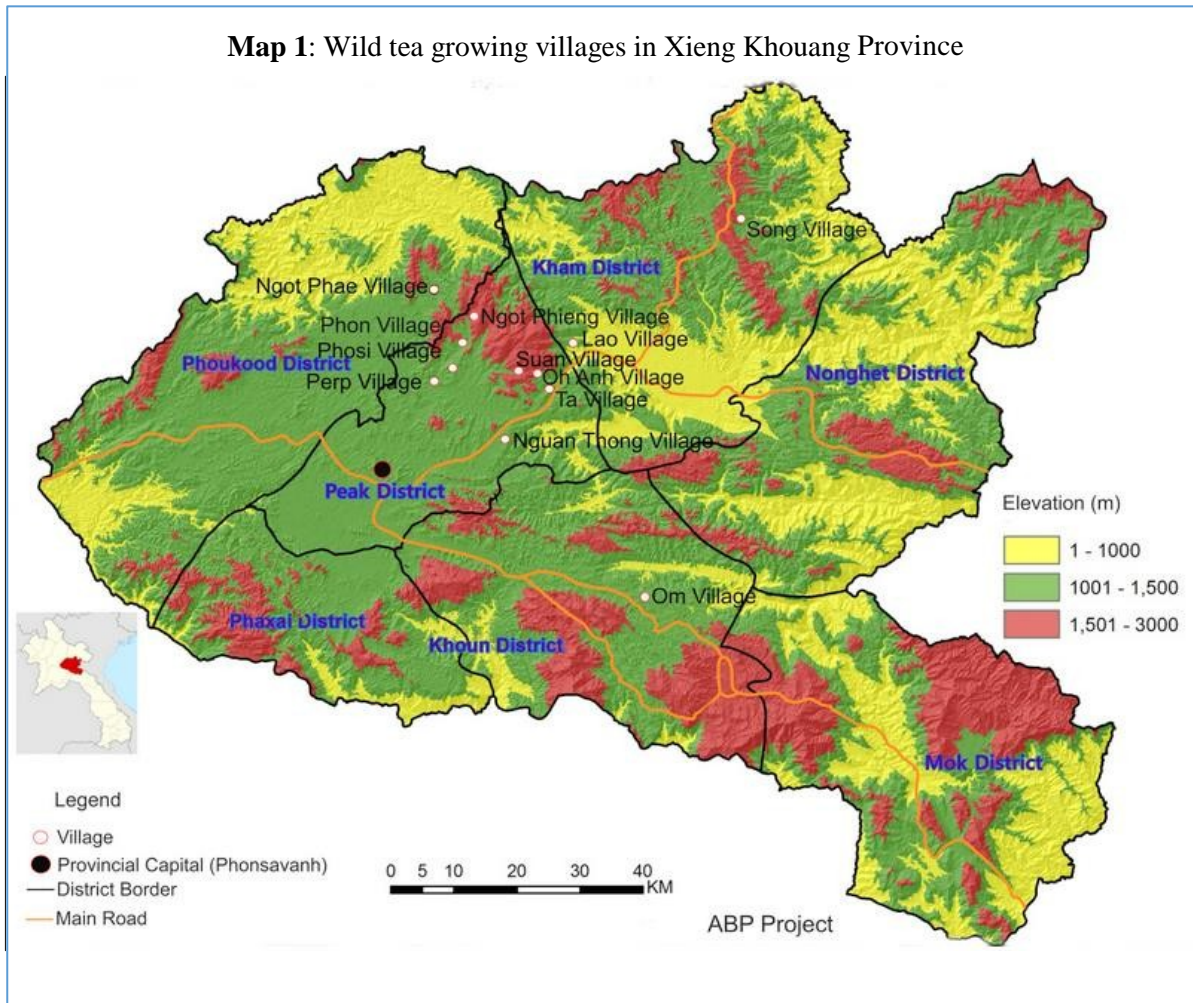 Map 1: Wild tea growing villages in Xieng Khouang Province
Song Village
Kham District
Ngot Phae Village
Ngot Phieng Village
Phon Village
Lao Village
Phosi Village
Suan Village
Phoukood District
Oh Anh Village
Nonghet District
Perp Village
Ta Village
Nguan Thong Village
Peak District
Elevation (m)
1 - 1000
1001 - 1,500
1,501 - 3000
Om Village
Phaxai District
Khoun District
Mok District
Legend
Village
Provincial Capital (Phonsavanh)
District Border
Main Road
0 5 10 20 30 40
KM
ABP Project